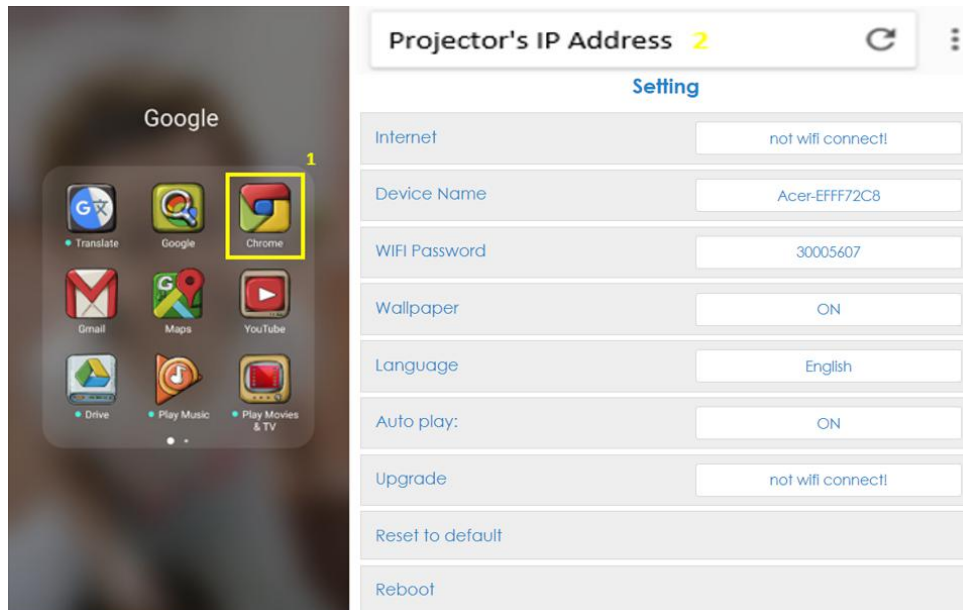 Google
1
Translate
Google
Chrome
Gmail
Maps
YouTube
Drive
Play Music
Play Movies
& TV
Projector's IP Address 2
Setting
Internet not wifi connect!
Device Name Acer-EFFF72C8
WIFI Password 30005607
Wallpaper ON
Language English
Auto play: ON
Upgrade not wifi connect!
Reset to default
Reboot